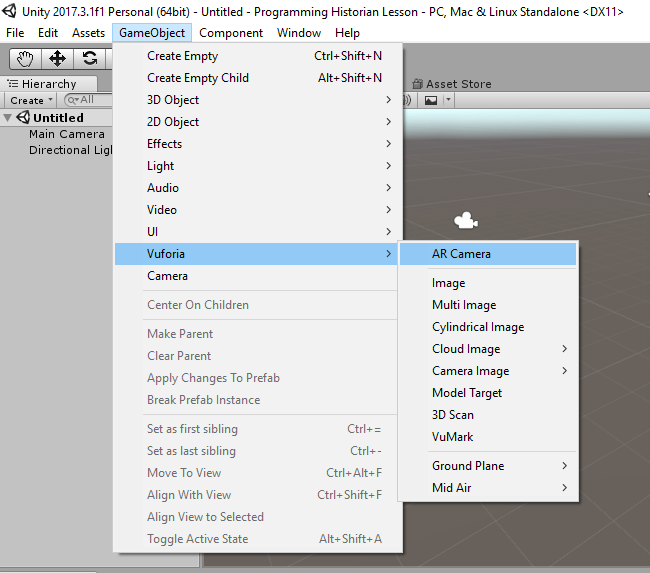 Unity 2017.3.1f1 Personal (64bit) - Untitled - Programming Historian Lesson - PC, Mac & Linux Standalone <DX11>
File Edit Assets GameObject Component Window Help
Hierarchy
Asset Store
Create All
Untitled
Main Camera
Directional Ligh
Create Empty Ctrl+Shift+N
Create Empty Child Alt+Shift+N
3D Object
2D Object
Effects
Light
Audio
Video
UI
Vuforia
Camera
Center On Children
Make Parent
Clear Parent
Apply Changes To Prefab
Break Prefab Instance
Set as first sibling Ctrl+=
Set as last sibling Ctrl+-
Move To View Ctrl+Alt+F
Align With View Ctrl+Shift+F
Align View to Selected
Toggle Active State Alt+Shift+A
AR Camera
Image
Multi Image
Cylindrical Image
Cloud Image
Camera Image
Model Target
3D Scan
VuMark
Ground Plane
Mid Air